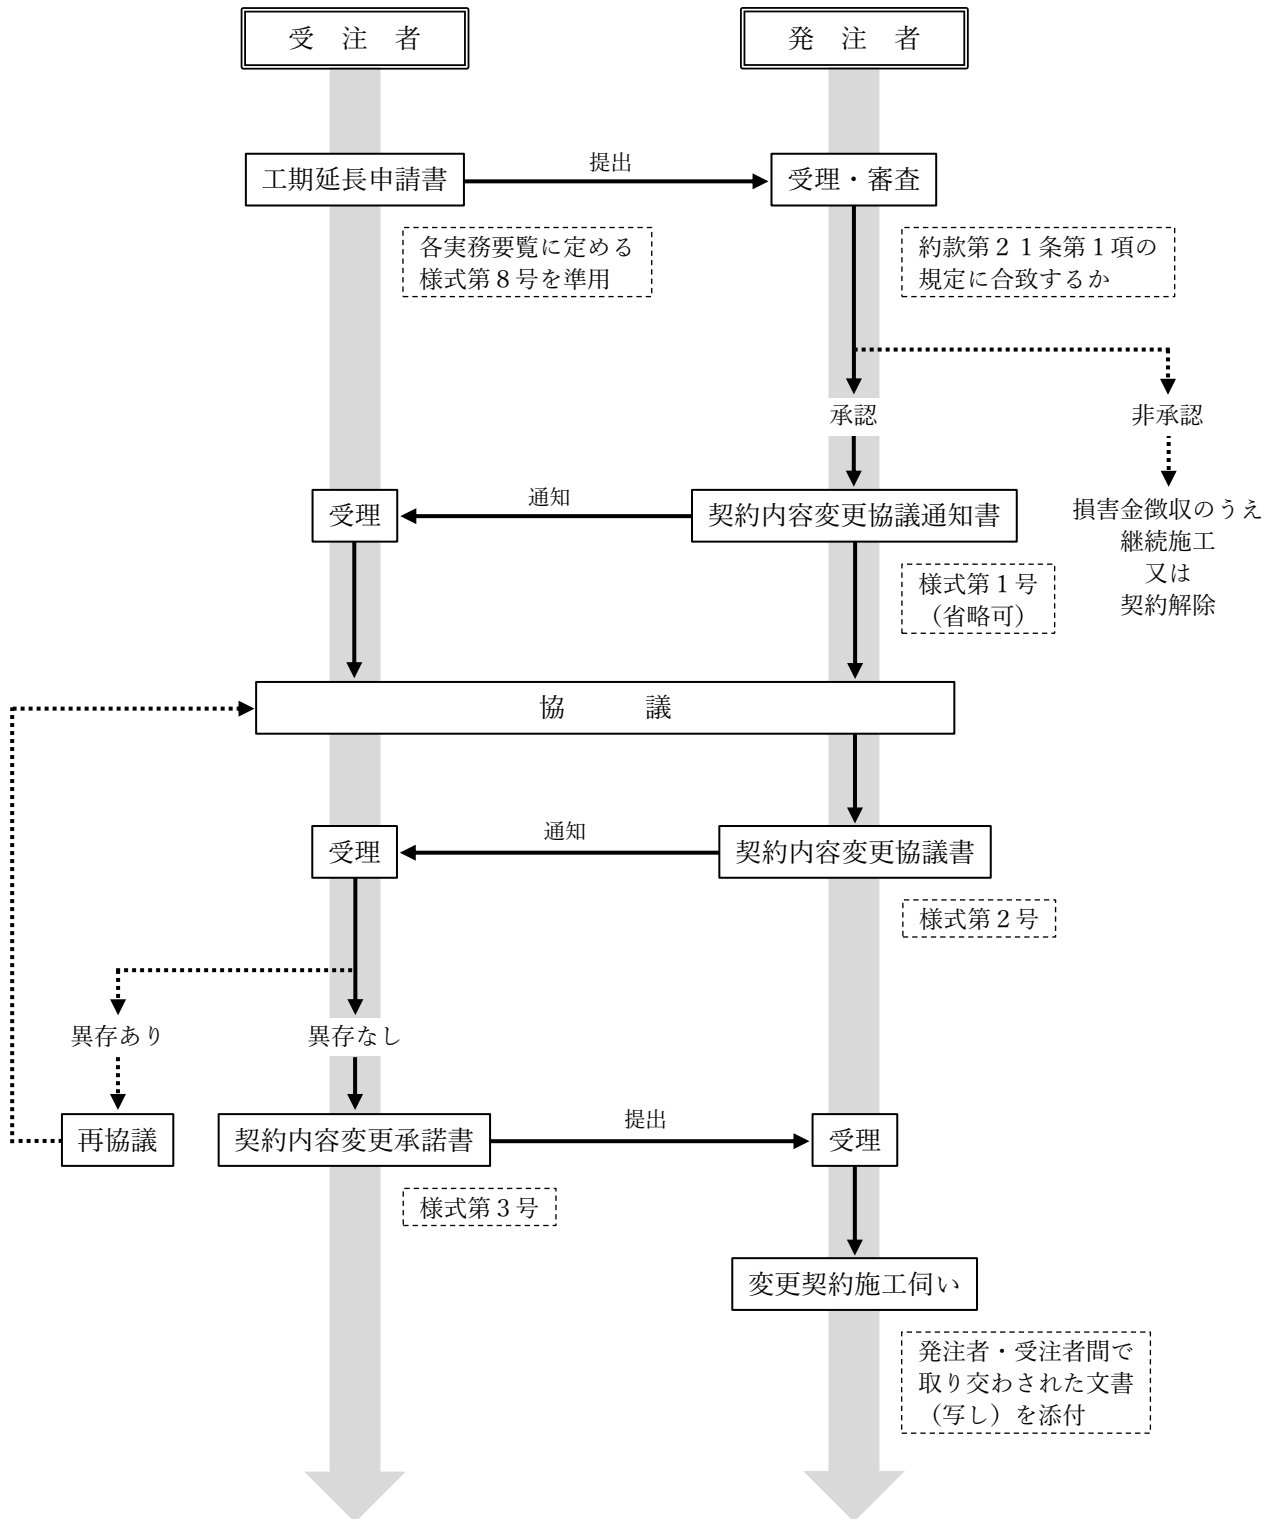 受　注　者
発　注　者
工期延長申請書
提出
受理・審査
各実務要覧に定める
様式第８号を準用
約款第２１条第１項の
規定に合致するか
承認
非承認
受理
通知
契約内容変更協議通知書
損害金徴収のうえ
継続施工
又は
契約解除
様式第１号
（省略可）
協　　　議
受理
通知
契約内容変更協議書
様式第２号
異存あり
異存なし
再協議
契約内容変更承諾書
提出
受理
様式第３号
変更契約施工伺い
発注者・受注者間で
取り交わされた文書
（写し）を添付